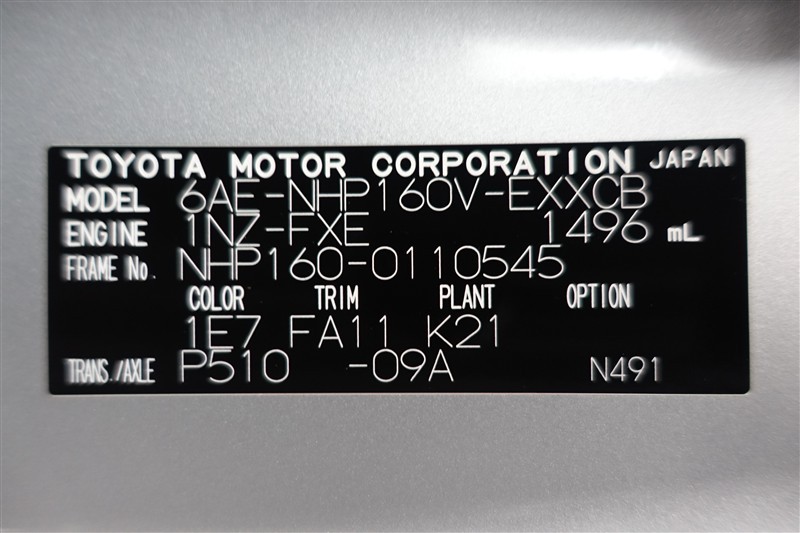 TOYOTA MOTOR CORPORATION JAPAN
MODEL 6AE-NHP160V-EXXCB
ENGINE 1NZ-FXE 1496 mL
FRAME No. NHP160-0110545
COLOR TRIM PLANT OPTION
1E7 FA11 K21
TRANS./AXLE P510 -09A N491